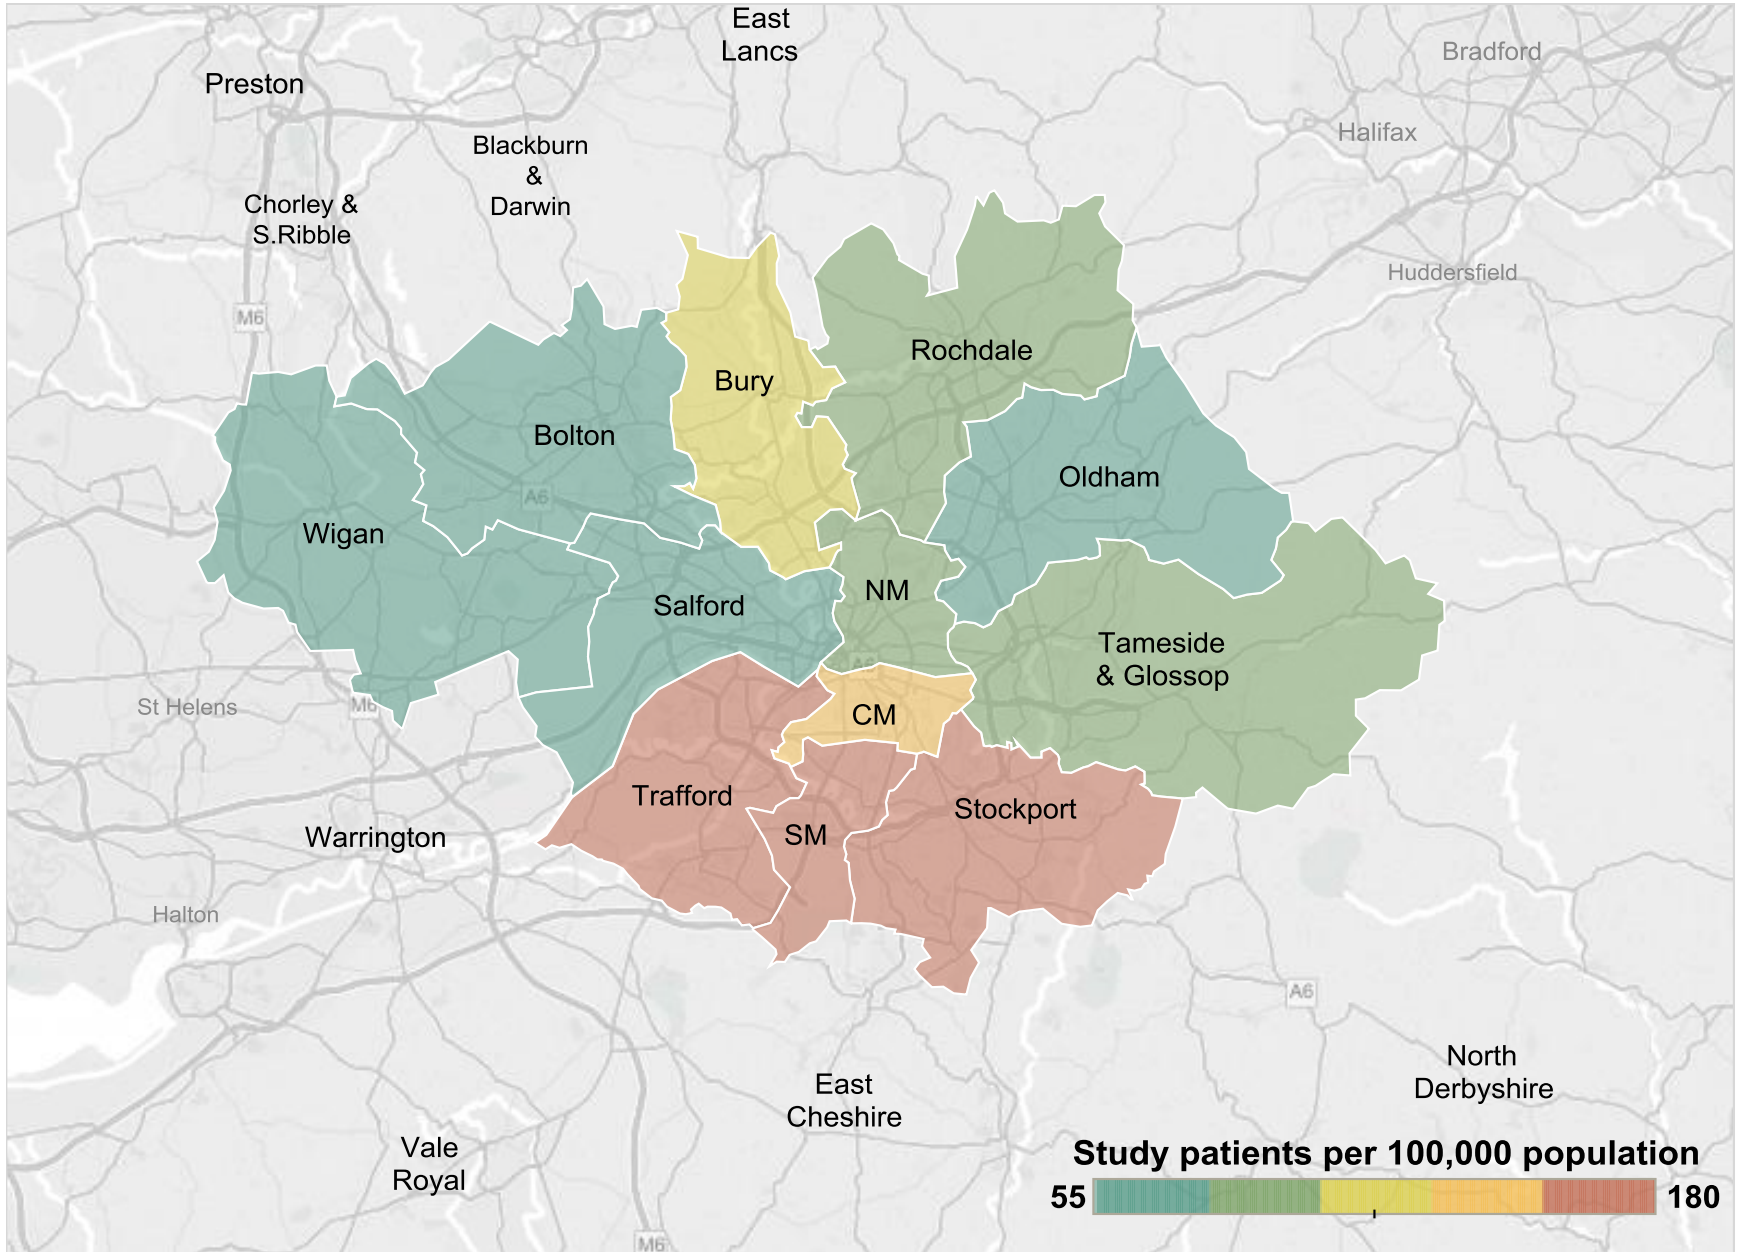 East
Lancs
Bradford
Preston
Halifax
Blackburn
&
Darwin
Chorley &
S.Ribble
Huddersfield
M6
Rochdale
Bury
Bolton
Oldham
A6
Wigan
NM
Salford
Tameside
& Glossop
St Helens
M6
CM
Trafford
Stockport
SM
Warrington
Halton
A6
North
Derbyshire
East
Cheshire
Vale
Royal
Study patients per 100,000 population
55
180
M6